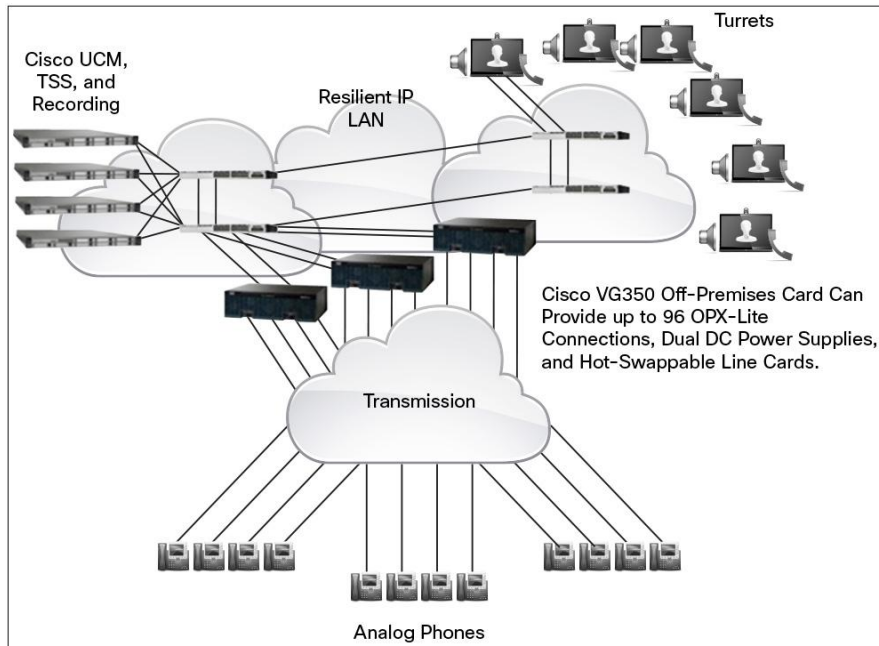 Turrets
Cisco UCM,
TSS, and
Recording
Resilient IP
LAN
Cisco VG350 Off-Premises Card Can
Provide up to 96 OPX-Lite
Connections, Dual DC Power Supplies,
and Hot-Swappable Line Cards.
Transmission
Analog Phones